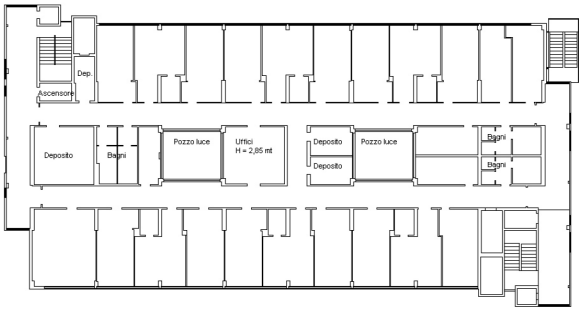 Dep.
Ascensore
Deposito
Bagni
Pozzo luce
Uffici
H = 2,85 mt
Deposito
Deposito
Pozzo luce
Bagni
Bagni